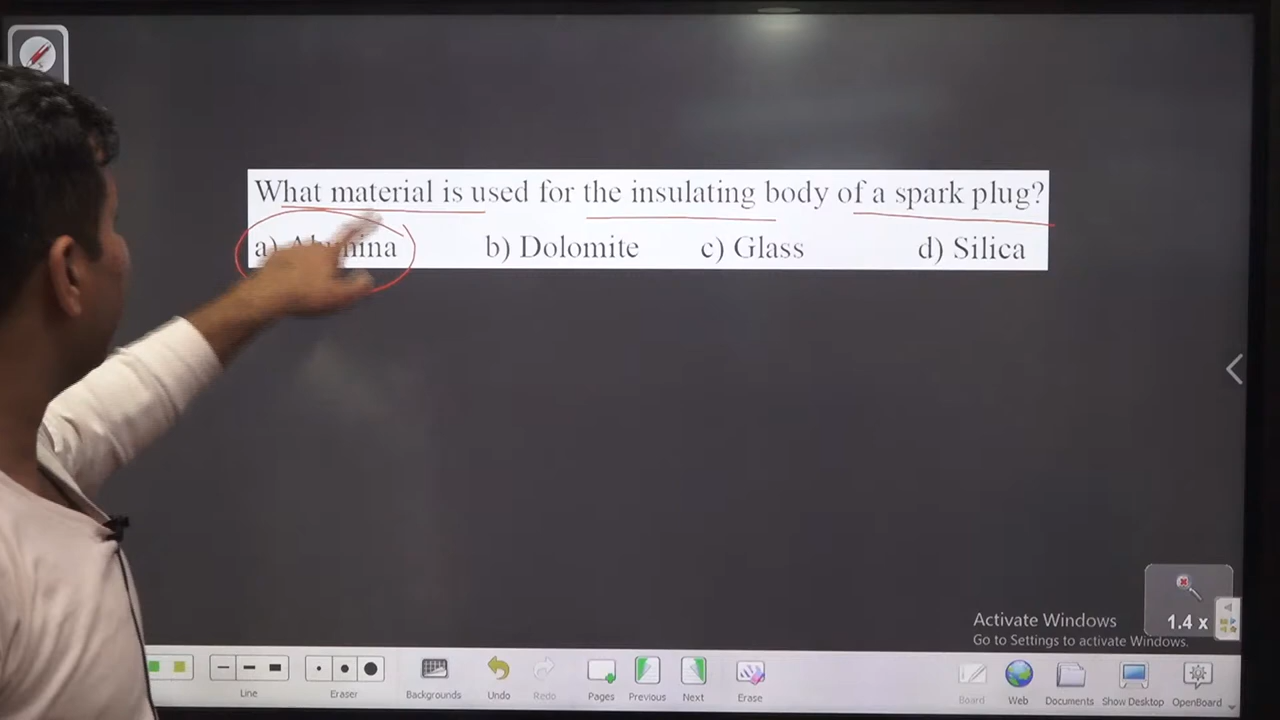 What material is used for the insulating body of a spark plug?
a) Alumina b) Dolomite c) Glass d) Silica
1.4 x
Activate Windows
Go to Settings to activate Windows.
Line Eraser Backgrounds Undo Redo Pages Previous Next Erase Board Web Documents Show Desktop OpenBoard